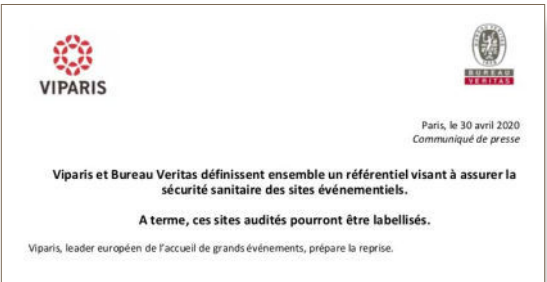 VIPARIS
BUREAU
VERITAS
Paris, le 30 avril 2020
Communiqué de presse
Viparis et Bureau Veritas définissent ensemble un référentiel visant à assurer la
sécurité sanitaire des sites événementiels.
A terme, ces sites audités pourront être labellisés.
Viparis, leader européen de l'accueil de grands événements, prépare la reprise.